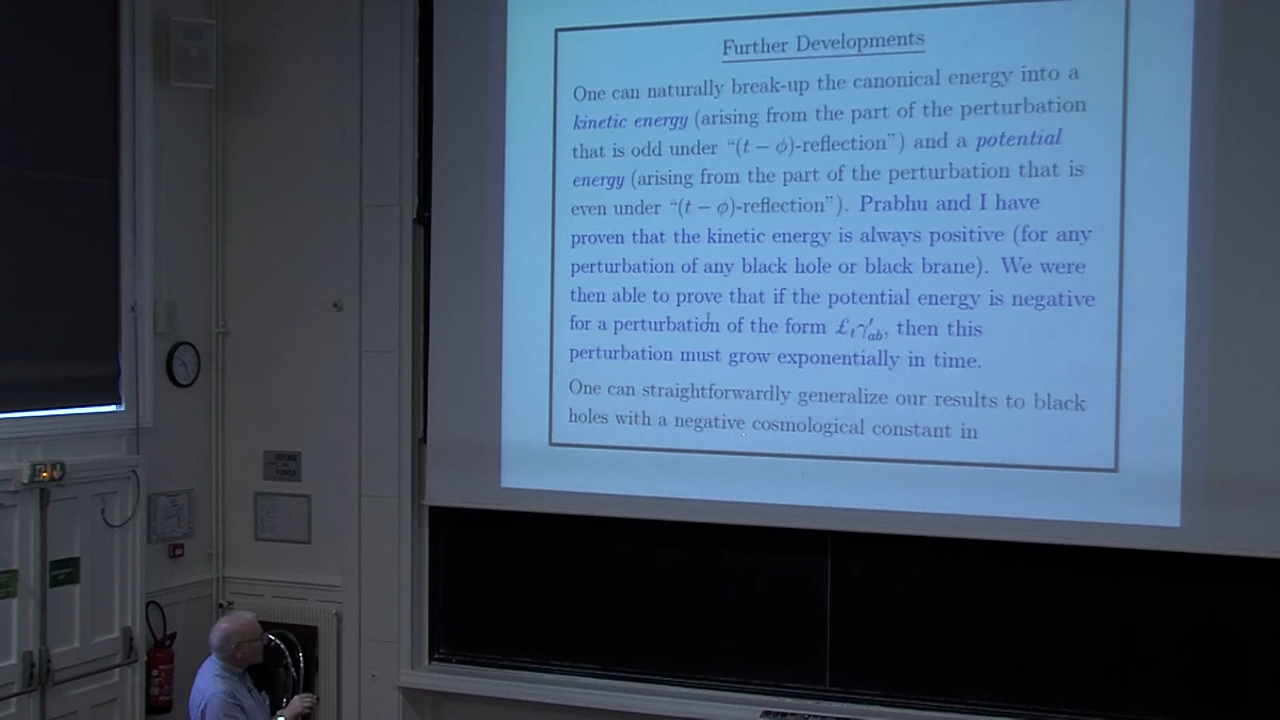 Further Developments
One can naturally break-up the canonical energy into a
kinetic energy (arising from the part of the perturbation
that is odd under “(t − ϕ)-reflection”) and a potential
energy (arising from the part of the perturbation that is
even under “(t − ϕ)-reflection”). Prabhu and I have
proven that the kinetic energy is always positive (for any
perturbation of any black hole or black brane). We were
then able to prove that if the potential energy is negative
for a perturbation of the form £ₜγ′ₐb, then this
perturbation must grow exponentially in time.
One can straightforwardly generalize our results to black
holes with a negative cosmological constant in